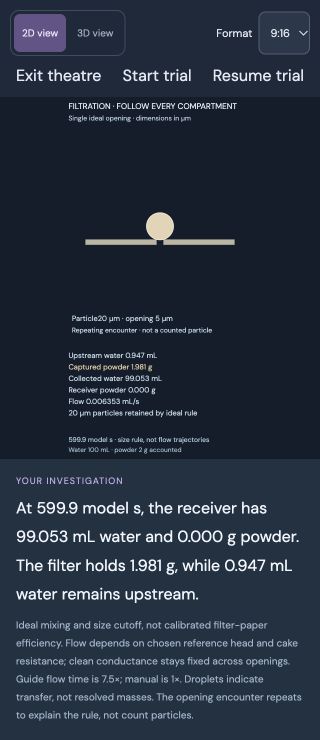 2D view 3D view Format 9:16
Exit theatre Start trial Resume trial
FILTRATION · FOLLOW EVERY COMPARTMENT
Single ideal opening · dimensions in µm
Particle20 µm · opening 5 µm
Repeating encounter · not a counted particle
Upstream water 0.947 mL
Captured powder 1.981 g
Collected water 99.053 mL
Receiver powder 0.000 g
Flow 0.006353 mL/s
20 µm particles retained by ideal rule
599.9 model s · size rule, not flow trajectories
Water 100 mL · powder 2 g accounted
YOUR INVESTIGATION
At 599.9 model s, the receiver has
99.053 mL water and 0.000 g powder.
The filter holds 1.981 g, while 0.947 mL
water remains upstream.
Ideal mixing and size cutoff, not calibrated filter-paper
efficiency. Flow depends on chosen reference head and cake
resistance; clean conductance stays fixed across openings.
Guide flow time is 7.5×; manual is 1×. Droplets indicate
transfer, not resolved masses. The opening encounter repeats
to explain the rule, not count particles.